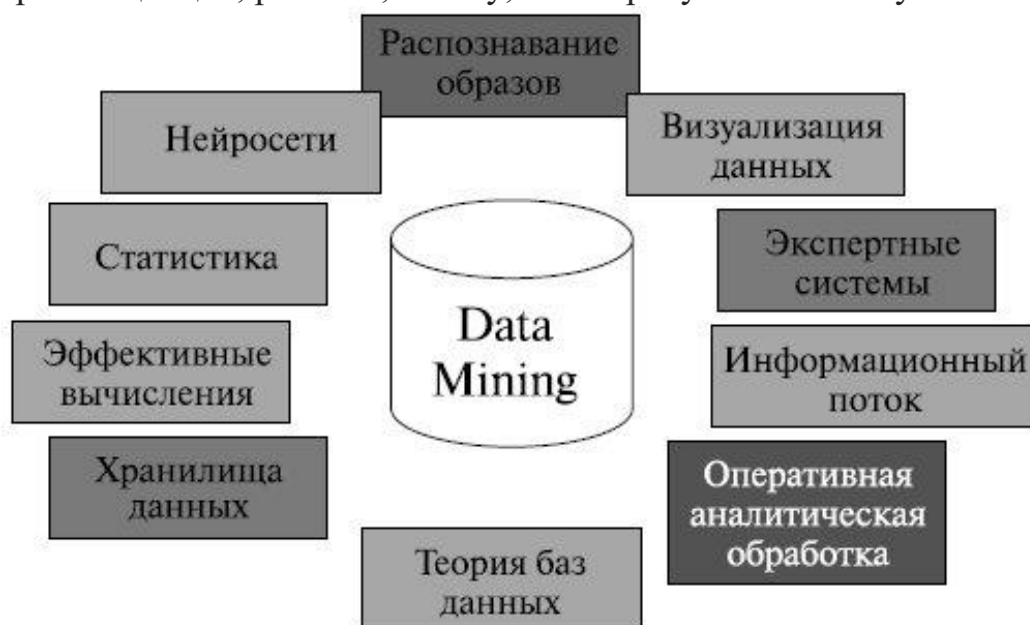 Распознавание
образов
Нейросети
Визуализация
данных
Статистика
Экспертные
системы
Data
Mining
Эффективные
вычисления
Информационный
поток
Хранилища
данных
Оперативная
аналитическая
обработка
Теория баз
данных